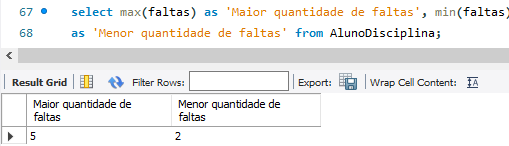 67 select max(faltas) as 'Maior quantidade de faltas', min(faltas)
68 as 'Menor quantidade de faltas' from AlunoDisciplina;
Result Grid Filter Rows: Export: Wrap Cell Content:
Maior quantidade de faltas Menor quantidade de faltas
5 2